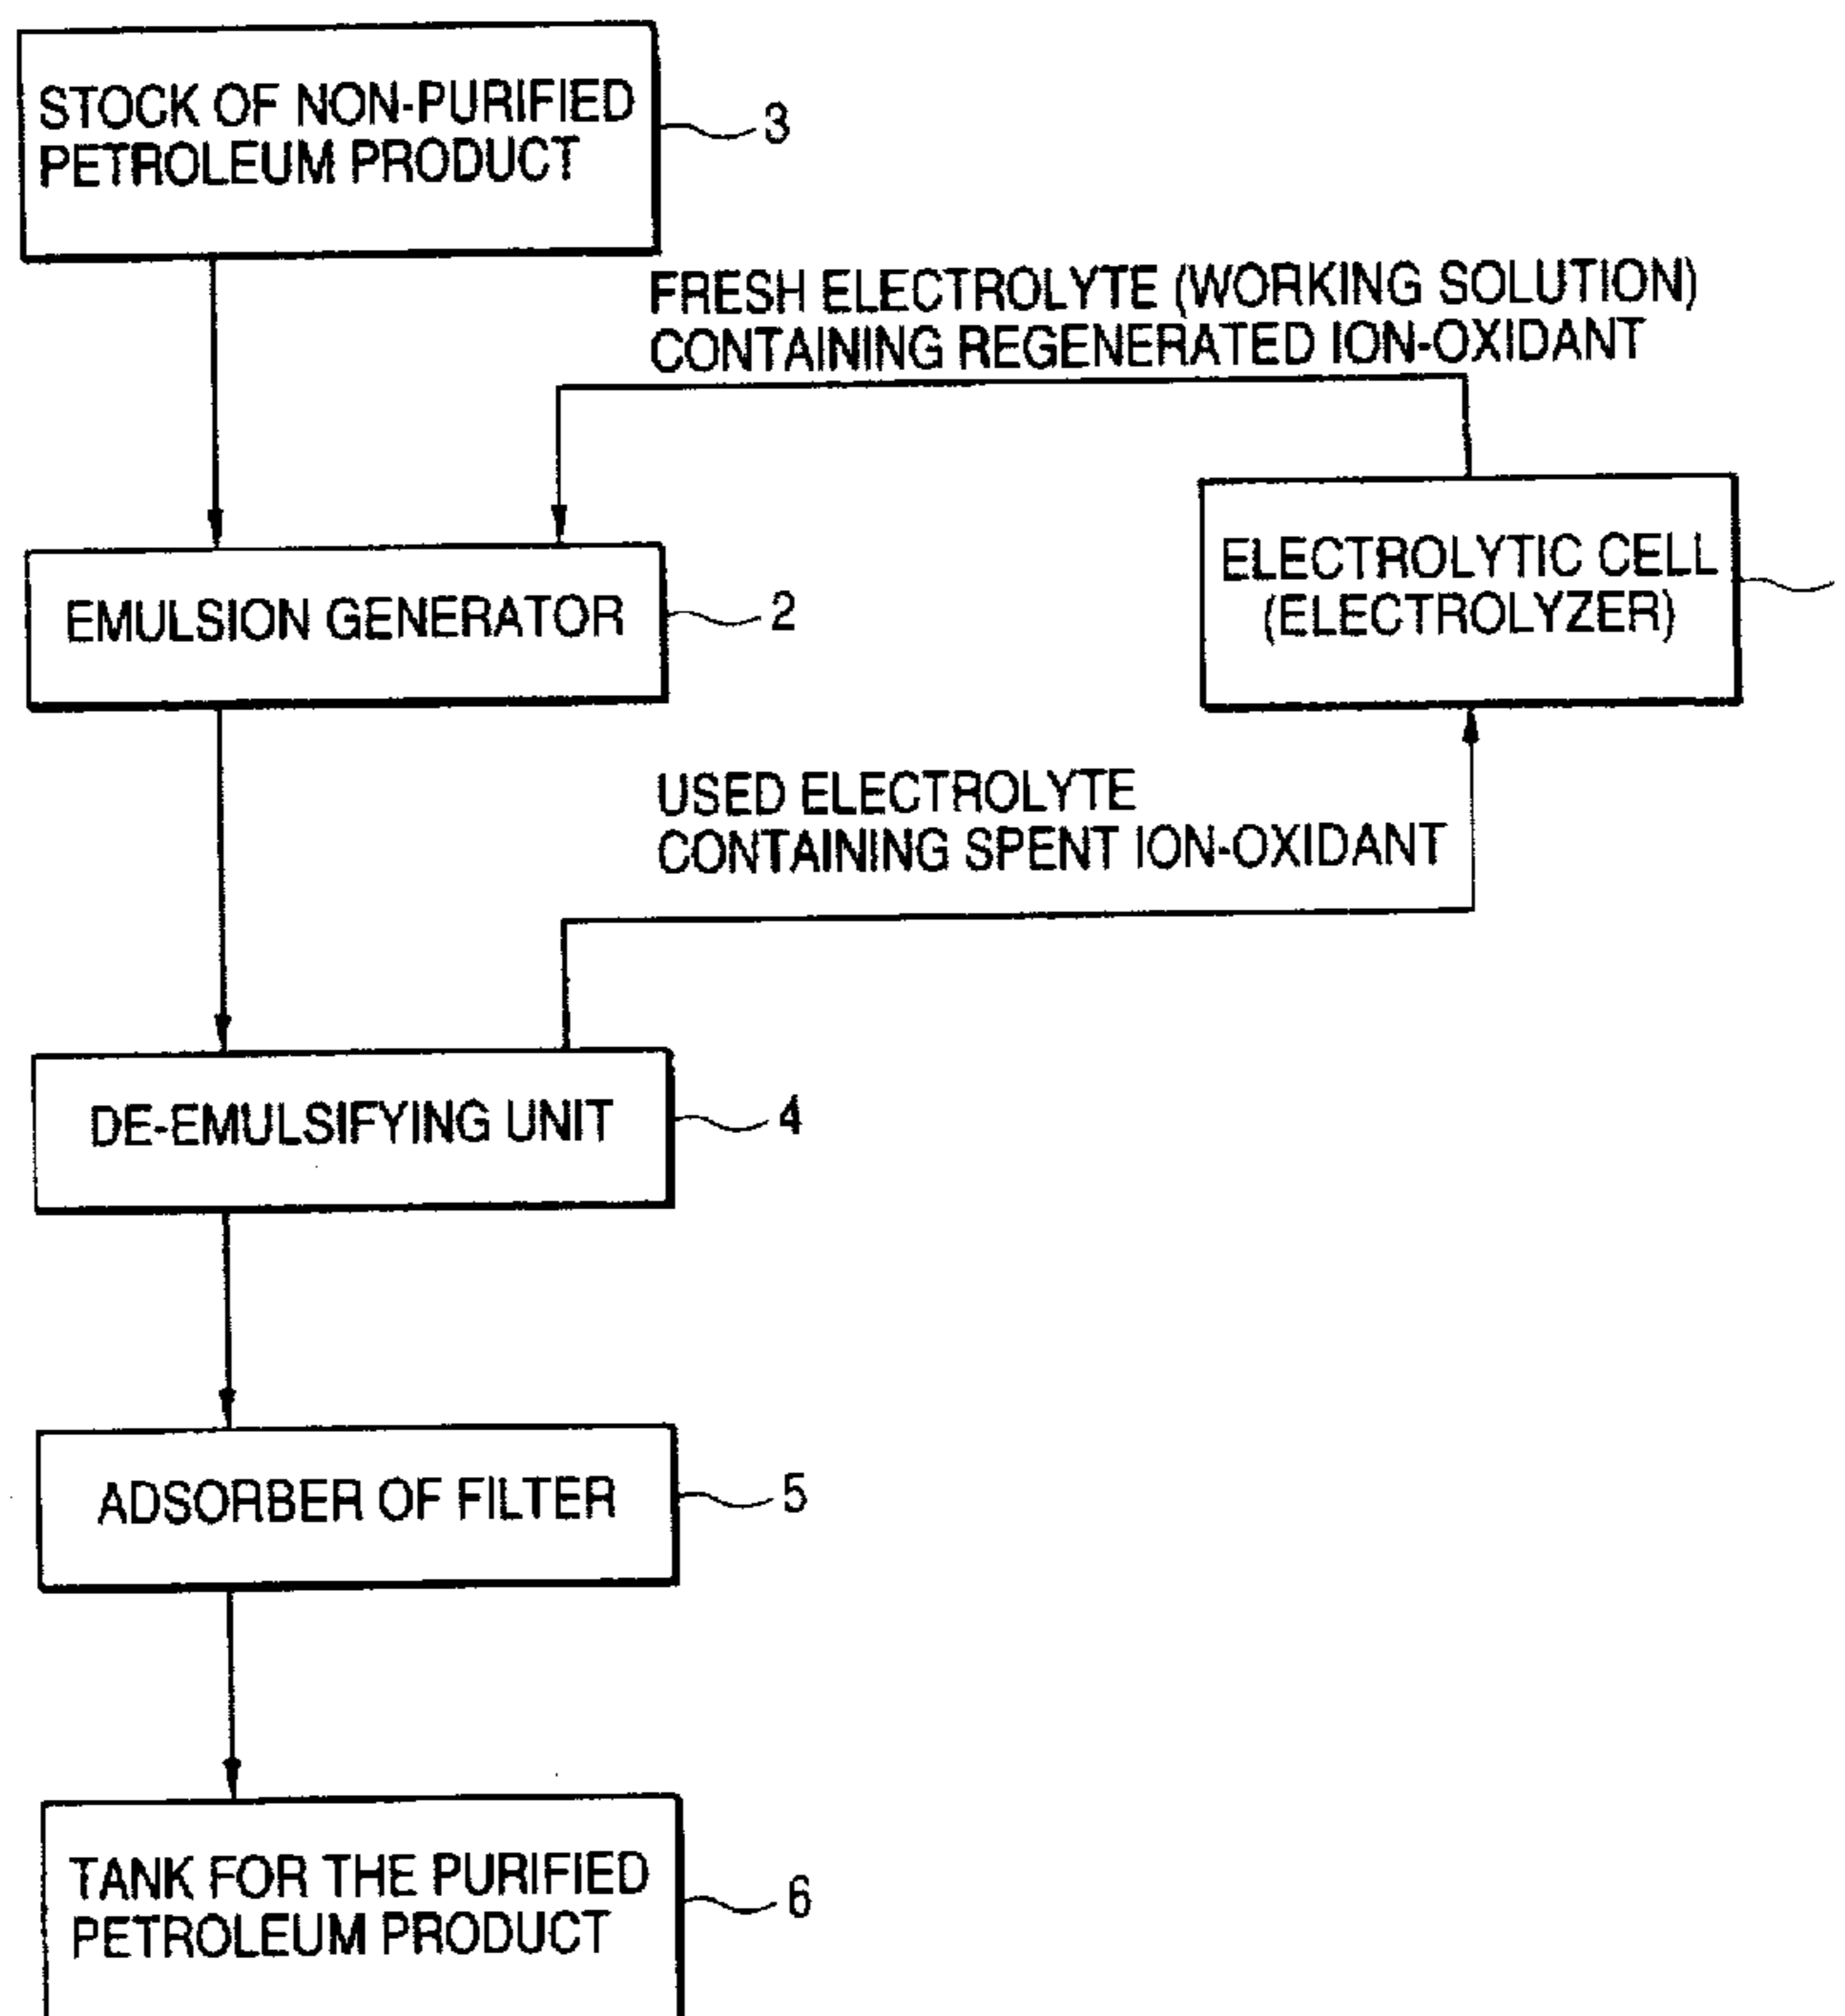 STOCK OF NON-PURIFIED
PETROLEUM PRODUCT
3
FRESH ELECTROLYTE (WORKING SOLUTION)
CONTAINING REGENERATED ION-OXIDANT
ELECTROLYTIC CELL
(ELECTROLYZER)
EMULSION GENERATOR
2
USED ELECTROLYTE
CONTAINING SPENT ION-OXIDANT
DE-EMULSIFYING UNIT
4
ADSORBER OF FILTER
5
TANK FOR THE PURIFIED
PETROLEUM PRODUCT
6